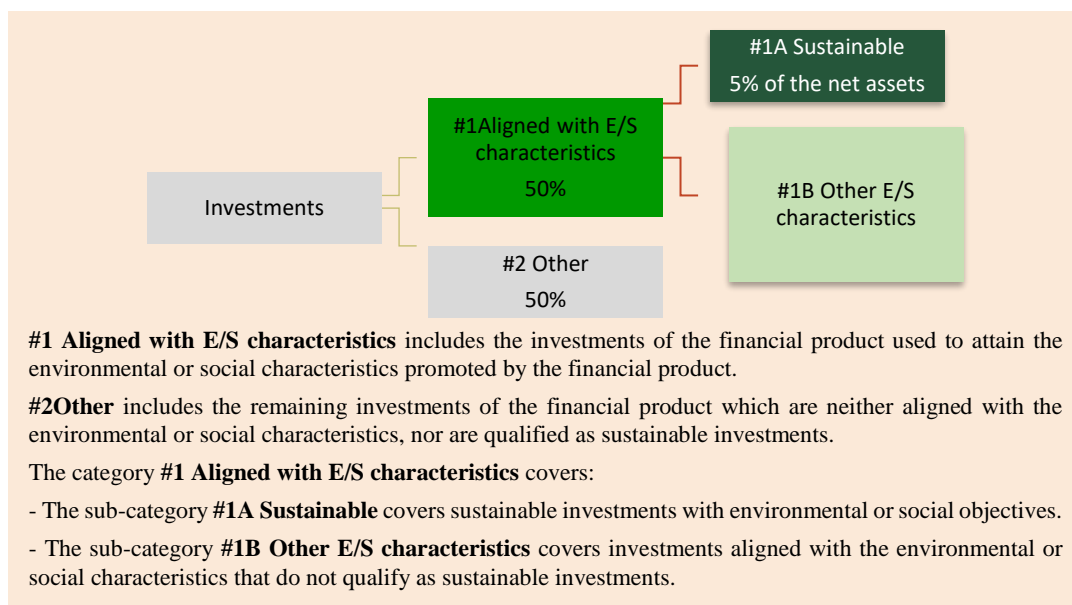 #1A Sustainable
5% of the net assets
#1Aligned with E/S
characteristics
50%
#1B Other E/S
characteristics
Investments
#2 Other
50%
#1 Aligned with E/S characteristics includes the investments of the financial product used to attain the
environmental or social characteristics promoted by the financial product.
#2Other includes the remaining investments of the financial product which are neither aligned with the
environmental or social characteristics, nor are qualified as sustainable investments.
The category #1 Aligned with E/S characteristics covers:
- The sub-category #1A Sustainable covers sustainable investments with environmental or social objectives.
- The sub-category #1B Other E/S characteristics covers investments aligned with the environmental or
social characteristics that do not qualify as sustainable investments.